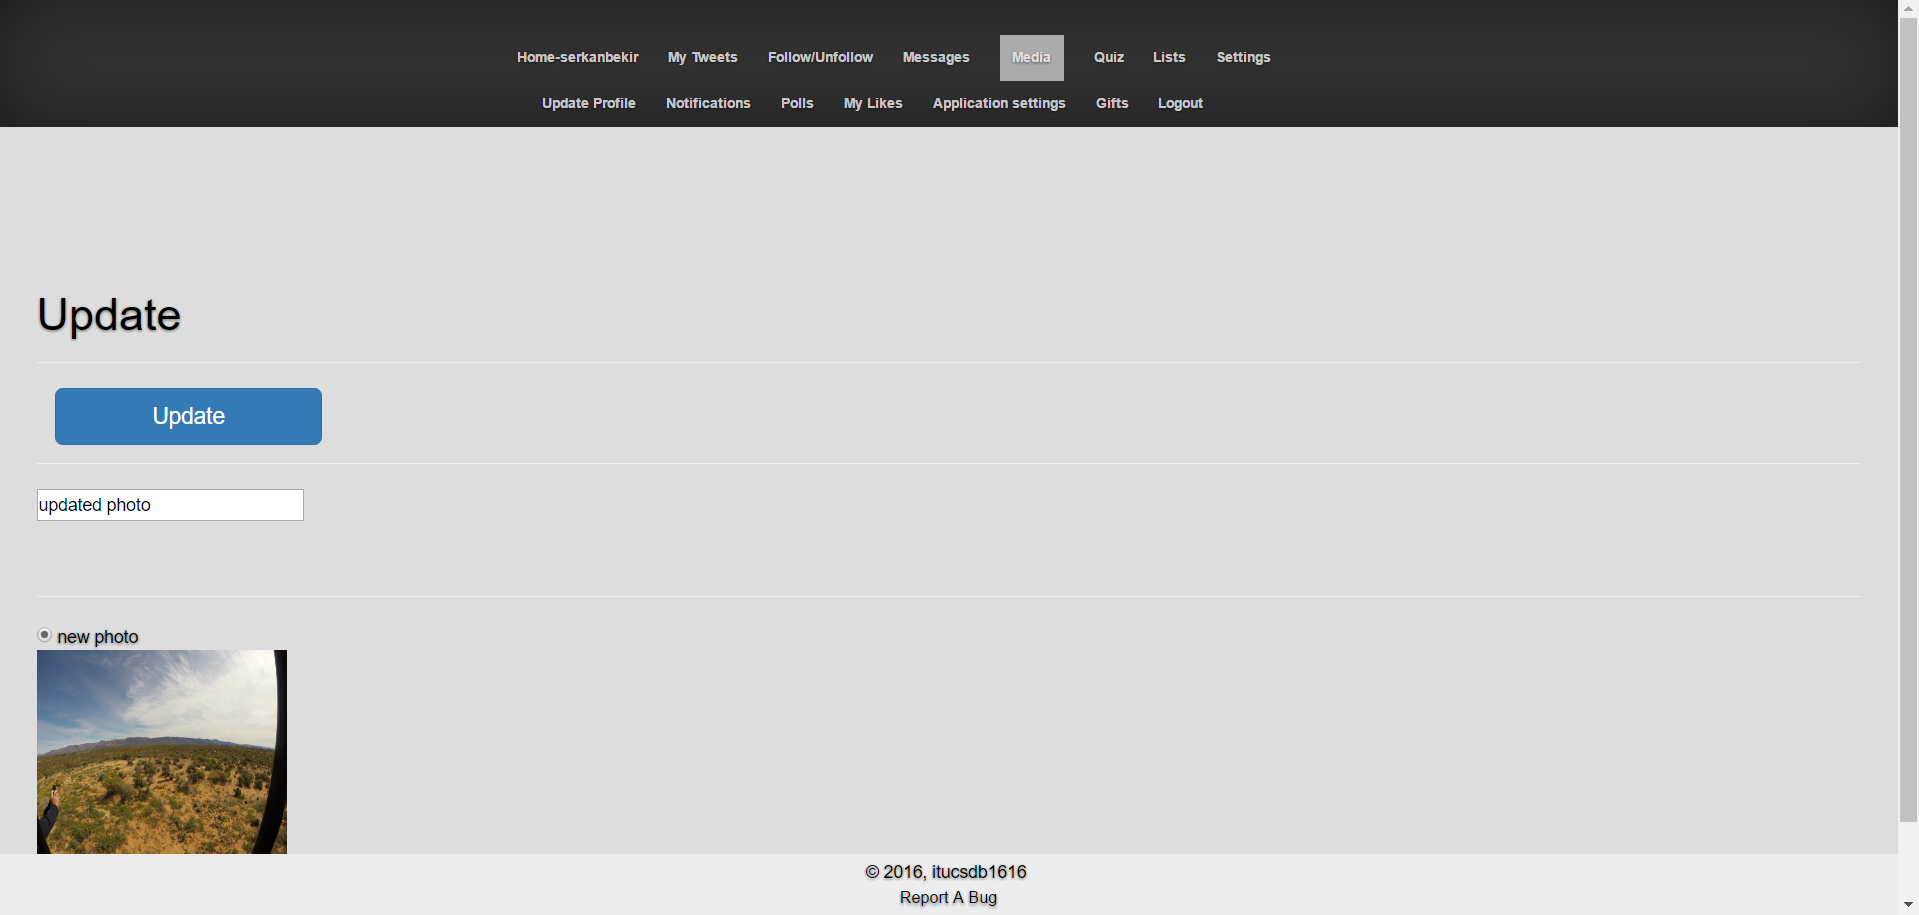 Home-serkanbekir My Tweets Follow/Unfollow Messages Media Quiz Lists Settings
Update Profile Notifications Polls My Likes Application settings Gifts Logout
Update
Update
updated photo
new photo
© 2016, itucsdb1616
Report A Bug